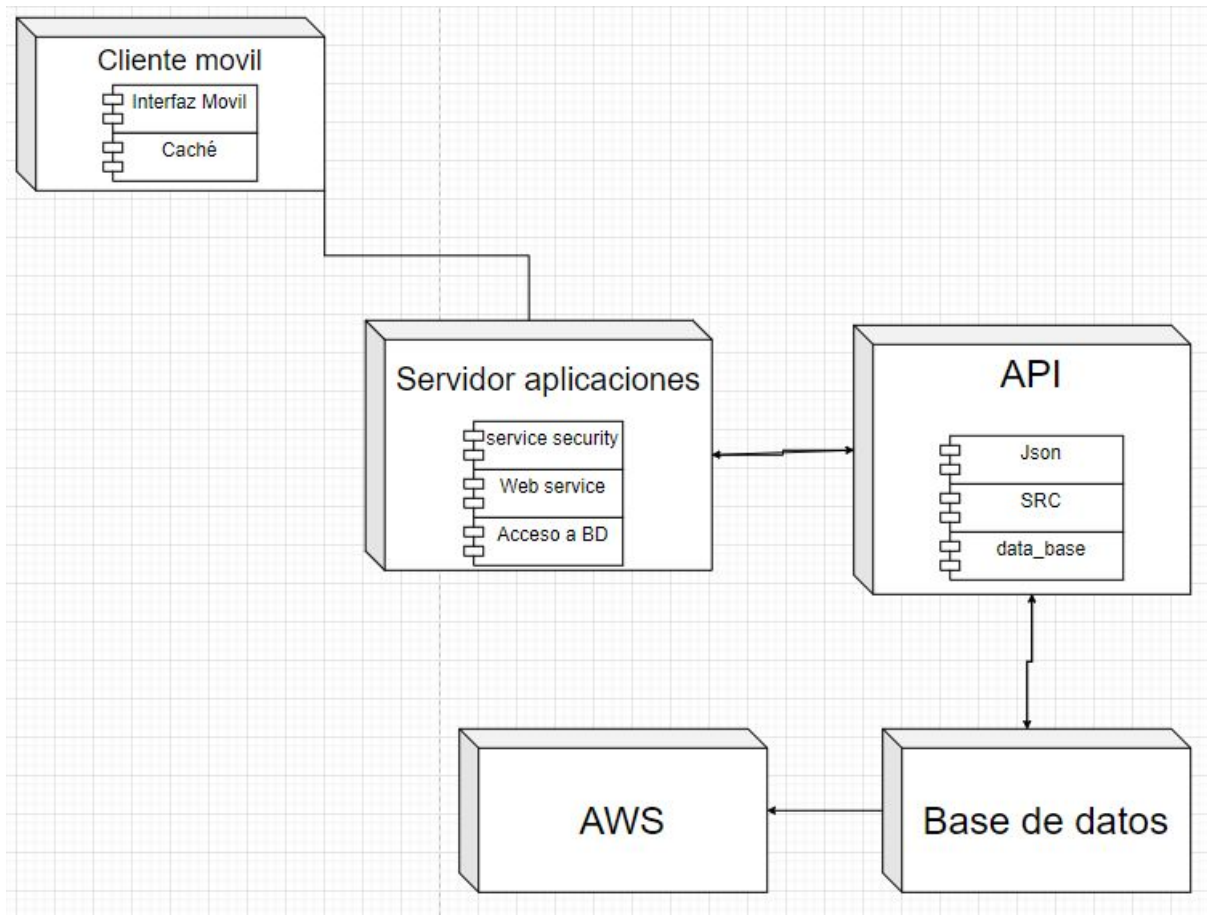 Cliente movil
Interfaz Movil
Caché
Servidor aplicaciones
service security
Web service
Acceso a BD
API
Json
SRC
data_base
AWS
Base de datos